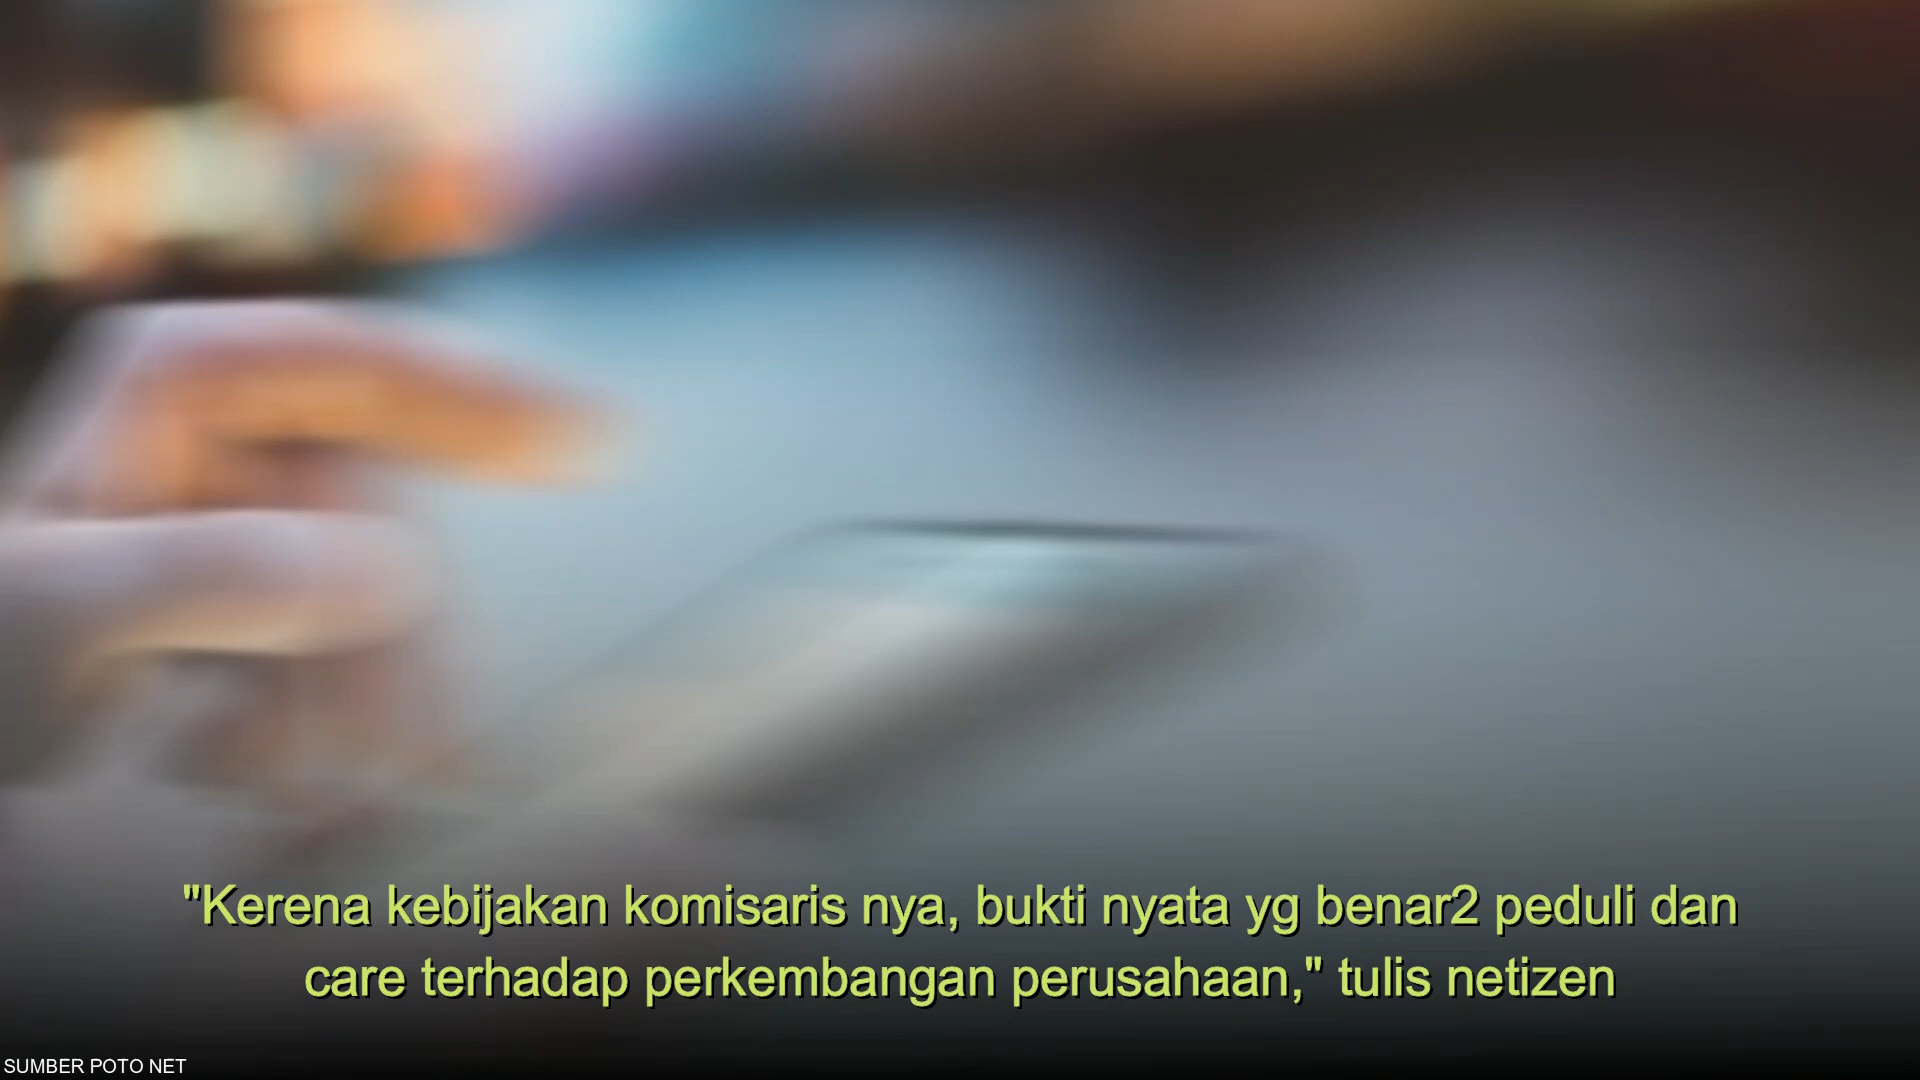 "Kerena kebijakan komisaris nya, bukti nyata yg benar2 peduli dan
care terhadap perkembangan perusahaan," tulis netizen
SUMBER POTO NET